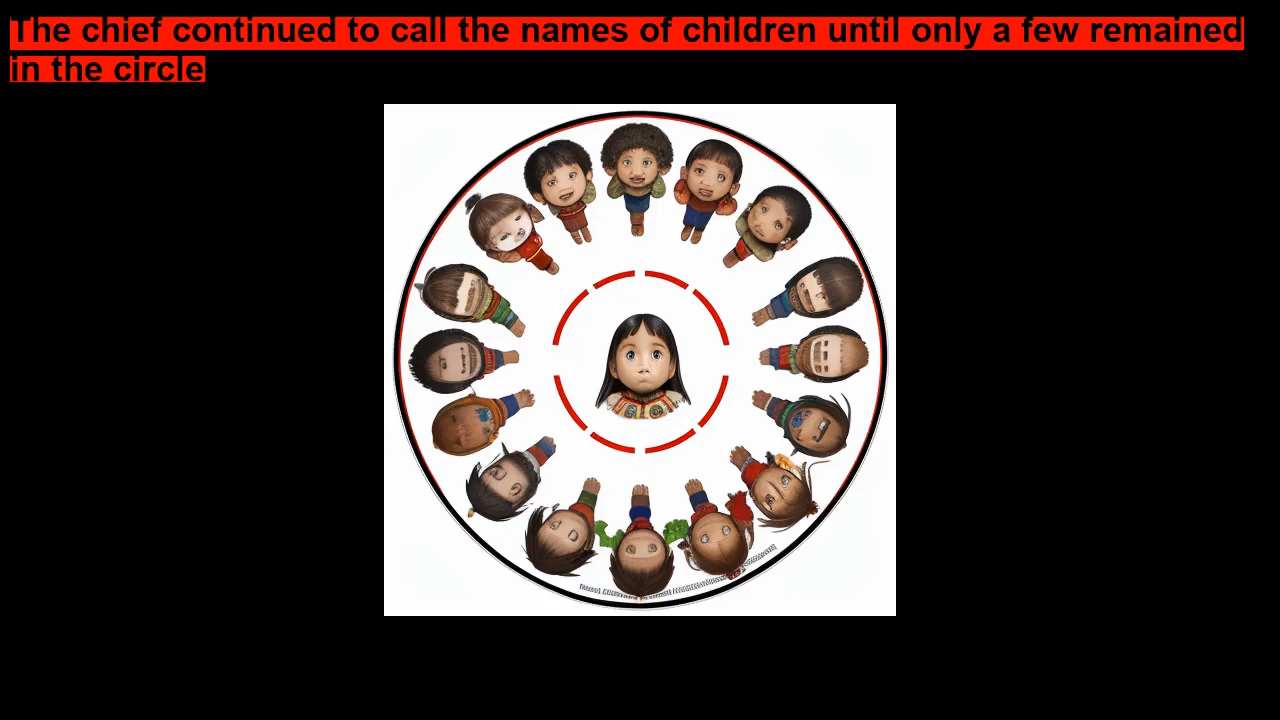 The chief continued to call the names of children until only a few remained
in the circle